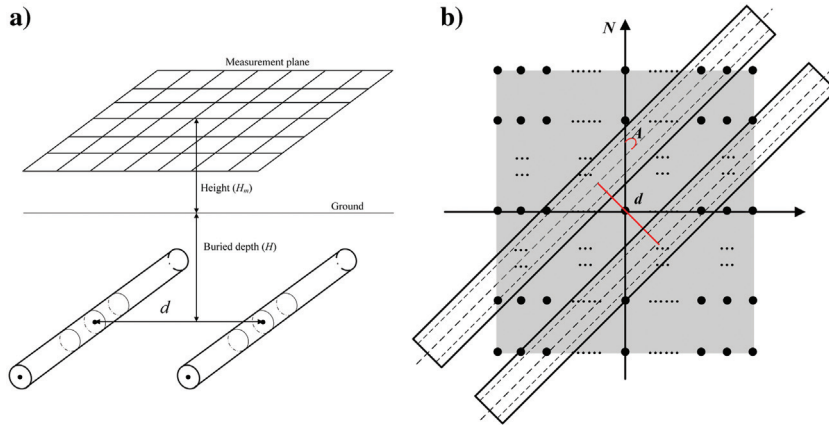 a)
Measurement plane
Height (Hm)
Ground
Buried depth (H)
d
b)
N
A
d